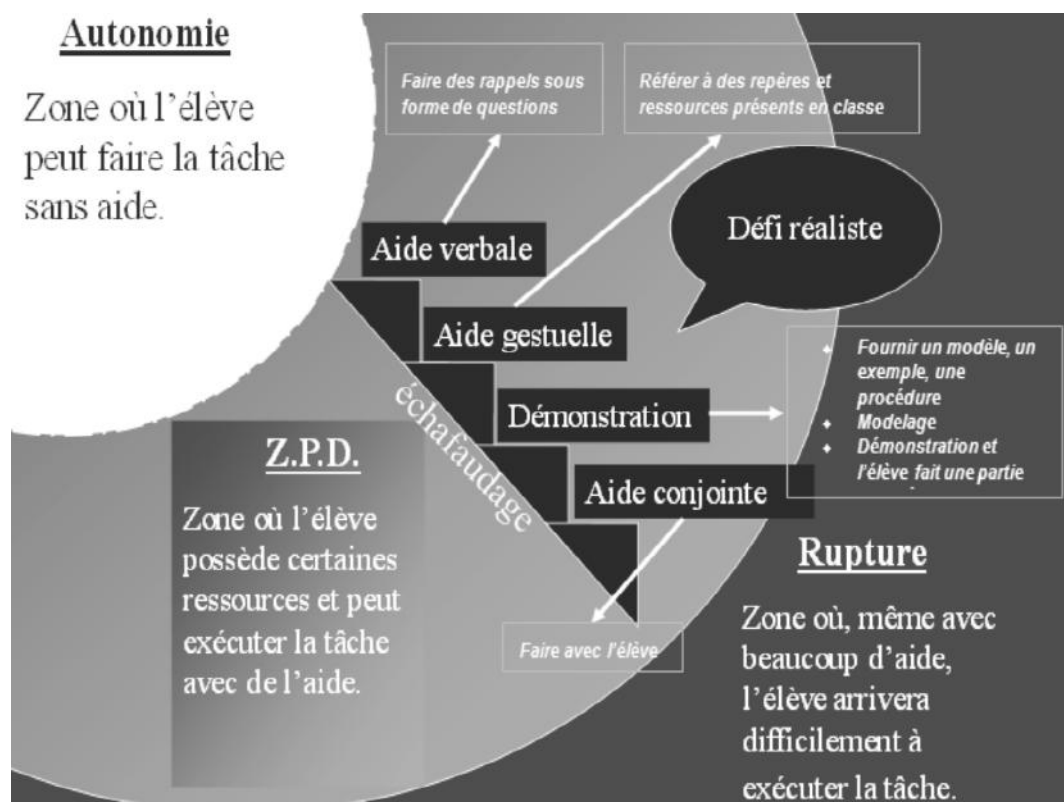 Autonomie
Zone où l'élève
peut faire la tâche
sans aide.
Faire des rappels sous
forme de questions
Référer à des repères et
ressources présents en classe
Défi réaliste
Aide verbale
Aide gestuelle
Démonstration
Aide conjointe
échafaudage
Fournir un modèle, un
exemple, une
procédure
Modelage
Démonstration et
l'élève fait une partie
Faire avec l'élève
Z.P.D.
Zone où l'élève
possède certaines
ressources et peut
exécuter la tâche
avec de l'aide.
Rupture
Zone où, même avec
beaucoup d'aide,
l'élève arrivera
difficilement à
exécuter la tâche.